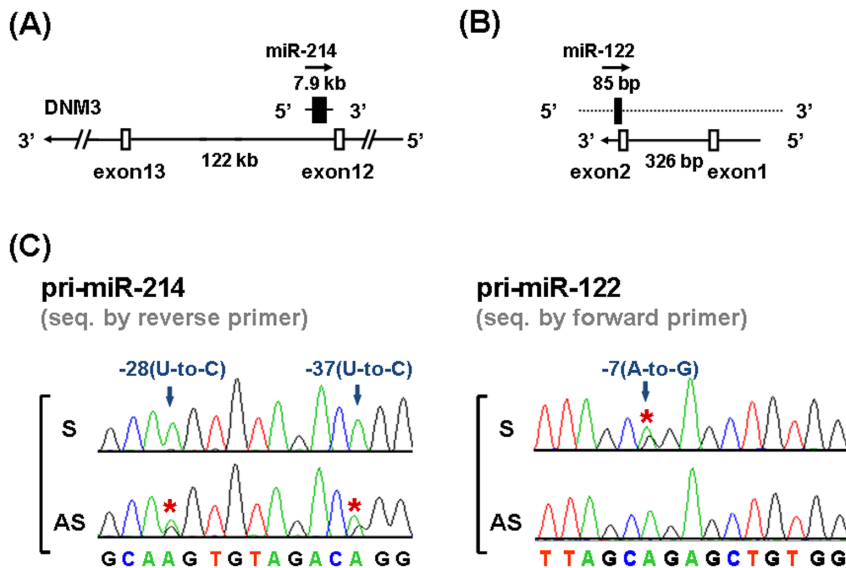 (A)
miR-214
7.9 kb
DNM3
5’ 3’
3’ 5’
122 kb
exon13 exon12
(B)
miR-122
85 bp
5’ 3’
3’ 5’
326 bp
exon2 exon1
(C)
pri-miR-214
(seq. by reverse primer)
-28(U-to-C) -37(U-to-C)
S
*
*
AS
G C A A G T G T A G A C A G G
pri-miR-122
(seq. by forward primer)
-7(A-to-G)
*
S
AS
T T A G C A G A G C T G T G G